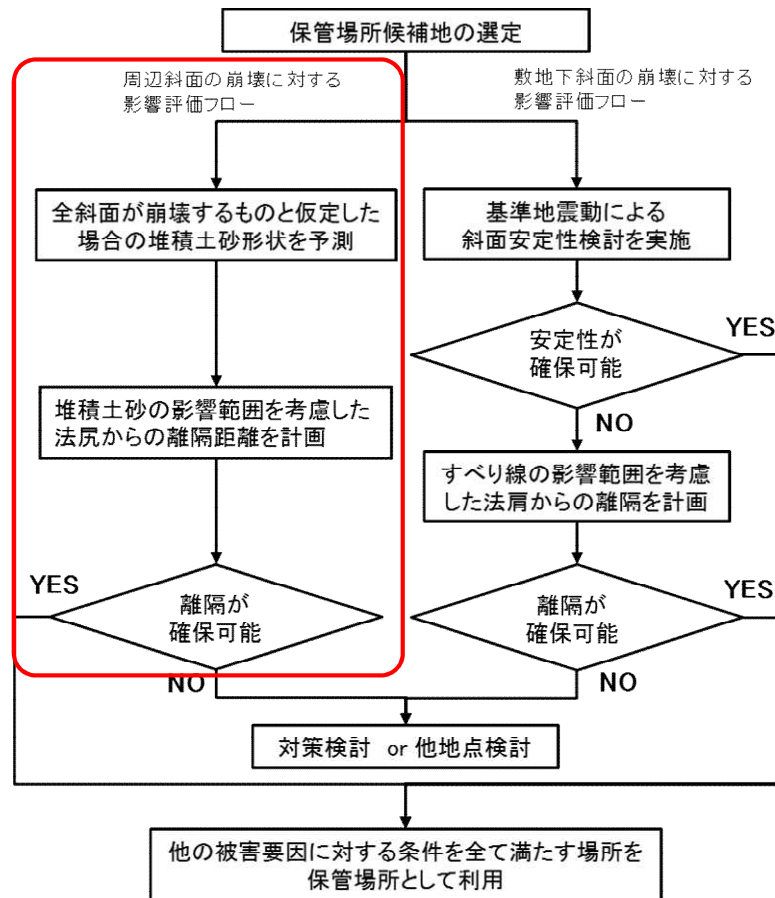 保管場所候補地の選定
周辺斜面の崩壊に対する
影響評価フロー
敷地下斜面の崩壊に対する
影響評価フロー
全斜面が崩壊するものと仮定した
場合の堆積土砂形状を予測
基準地震動による
斜面安定性検討を実施
安定性が
確保可能
YES
NO
堆積土砂の影響範囲を考慮した
法尻からの離隔距離を計画
すべり線の影響範囲を考慮
した法肩からの離隔を計画
YES
離隔が
確保可能
NO
離隔が
確保可能
YES
NO
対策検討 or 他地点検討
他の被害要因に対する条件を全て満たす場所を
保管場所として利用